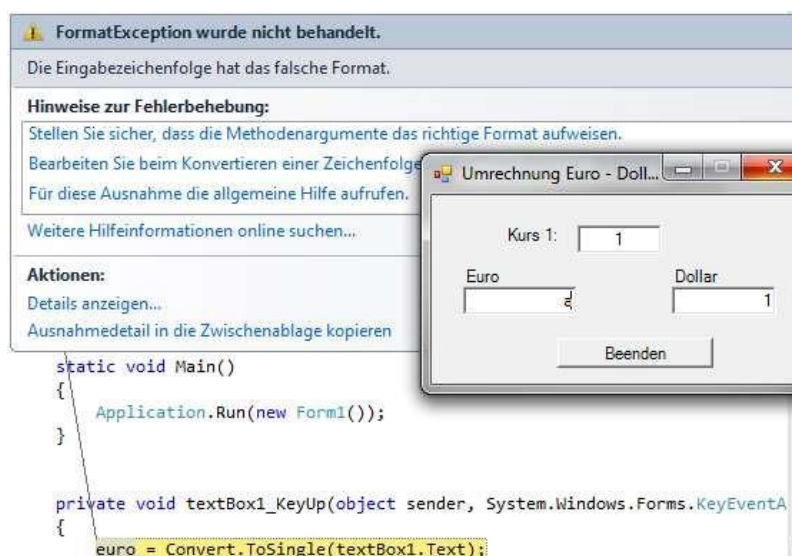 FormatException wurde nicht behandelt.
Die Eingabezeichenfolge hat das falsche Format.
Hinweise zur Fehlerbehebung:
Stellen Sie sicher, dass die Methodenargumente das richtige Format aufweisen.
Bearbeiten Sie beim Konvertieren einer Zeichenfolge
Für diese Ausnahme die allgemeine Hilfe aufrufen.
Weitere Hilfeinformationen online suchen...
Aktionen:
Details anzeigen...
Ausnahmedetail in die Zwischenablage kopieren
Umrechnung Euro - Doll...
Kurs 1: 1
Euro Dollar
1
Beenden
static void Main()
{
Application.Run(new Form1());
}
private void textBox1_KeyUp(object sender, System.Windows.Forms.KeyEventA
{
euro = Convert.ToSingle(textBox1.Text);